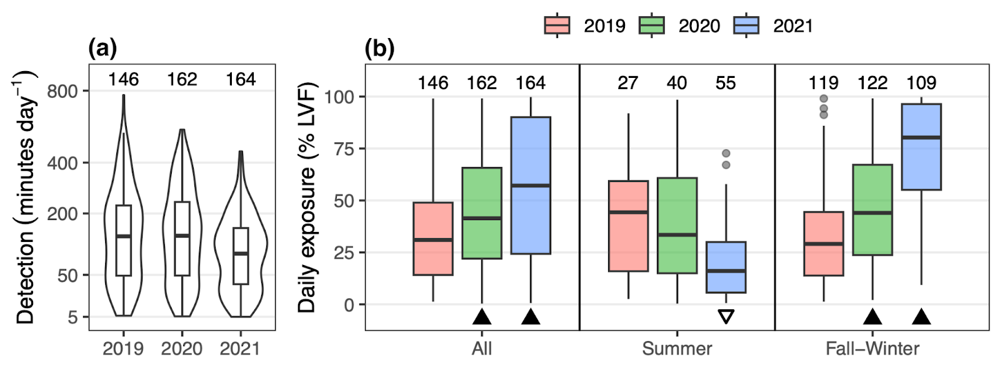 2019 2020 2021
(a) (b)
Detection (minutes day⁻¹)
146 162 164
800
400
200
50
5
2019 2020 2021
Daily exposure (% LVF)
146 162 164 27 40 55 119 122 109
100
75
50
25
0
All Summer Fall−Winter